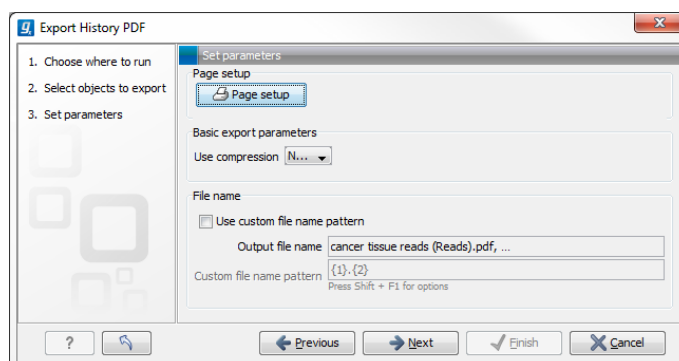 Export History PDF
1. Choose where to run
2. Select objects to export
3. Set parameters
Set parameters
Page setup
Page setup
Basic export parameters
Use compression N...
File name
Use custom file name pattern
Output file name cancer tissue reads (Reads).pdf, ...
Custom file name pattern {1}.{2}
Press Shift + F1 for options
? Previous Next Finish Cancel